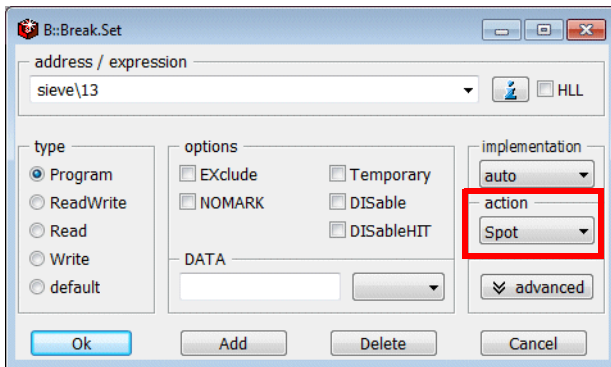 B::Break.Set
address / expression
sieve\13
HLL
type
options
implementation
Program
EXclude
Temporary
auto
ReadWrite
NOMARK
DISable
action
Read
DISableHIT
Spot
Write
DATA
default
advanced
Ok
Add
Delete
Cancel